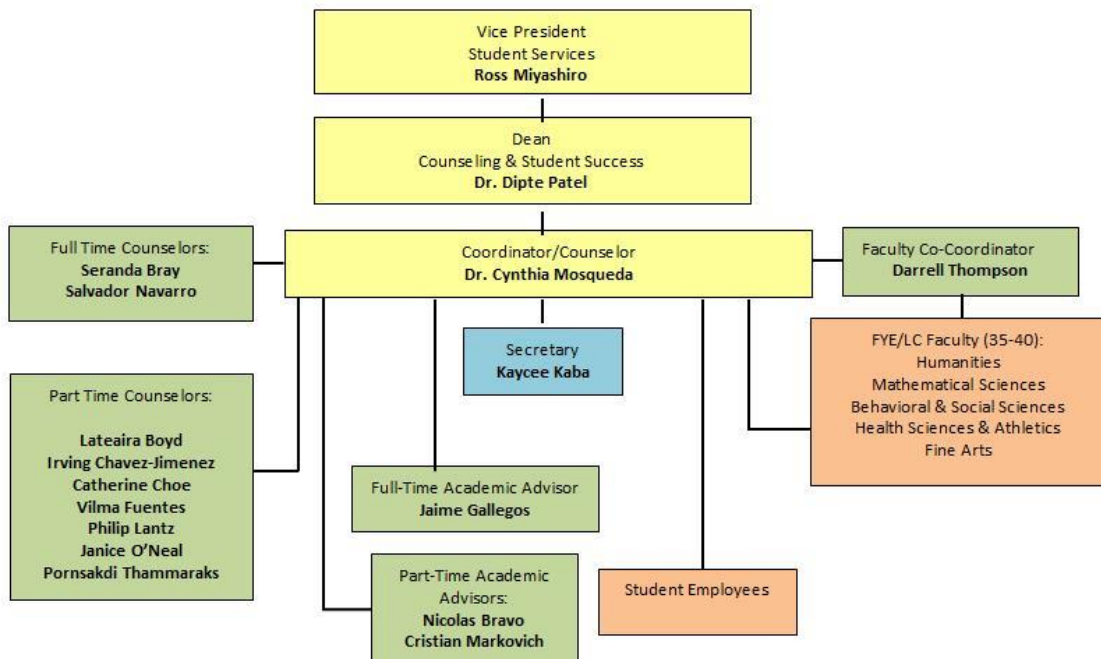 Vice President
Student Services
Ross Miyashiro
Dean
Counseling & Student Success
Dr. Dipte Patel
Coordinator/Counselor
Dr. Cynthia Mosqueda
Full Time Counselors:
Seranda Bray
Salvador Navarro
Faculty Co-Coordinator
Darrell Thompson
Secretary
Kaycee Kaba
FYE/LC Faculty (35-40):
Humanities
Mathematical Sciences
Behavioral & Social Sciences
Health Sciences & Athletics
Fine Arts
Part Time Counselors:
Lateaira Boyd
Irving Chavez-Jimenez
Catherine Choe
Vilma Fuentes
Philip Lantz
Janice O’Neal
Pornsakdi Thammaraks
Full-Time Academic Advisor
Jaime Gallegos
Part-Time Academic
Advisors:
Nicolas Bravo
Cristian Markovich
Student Employees